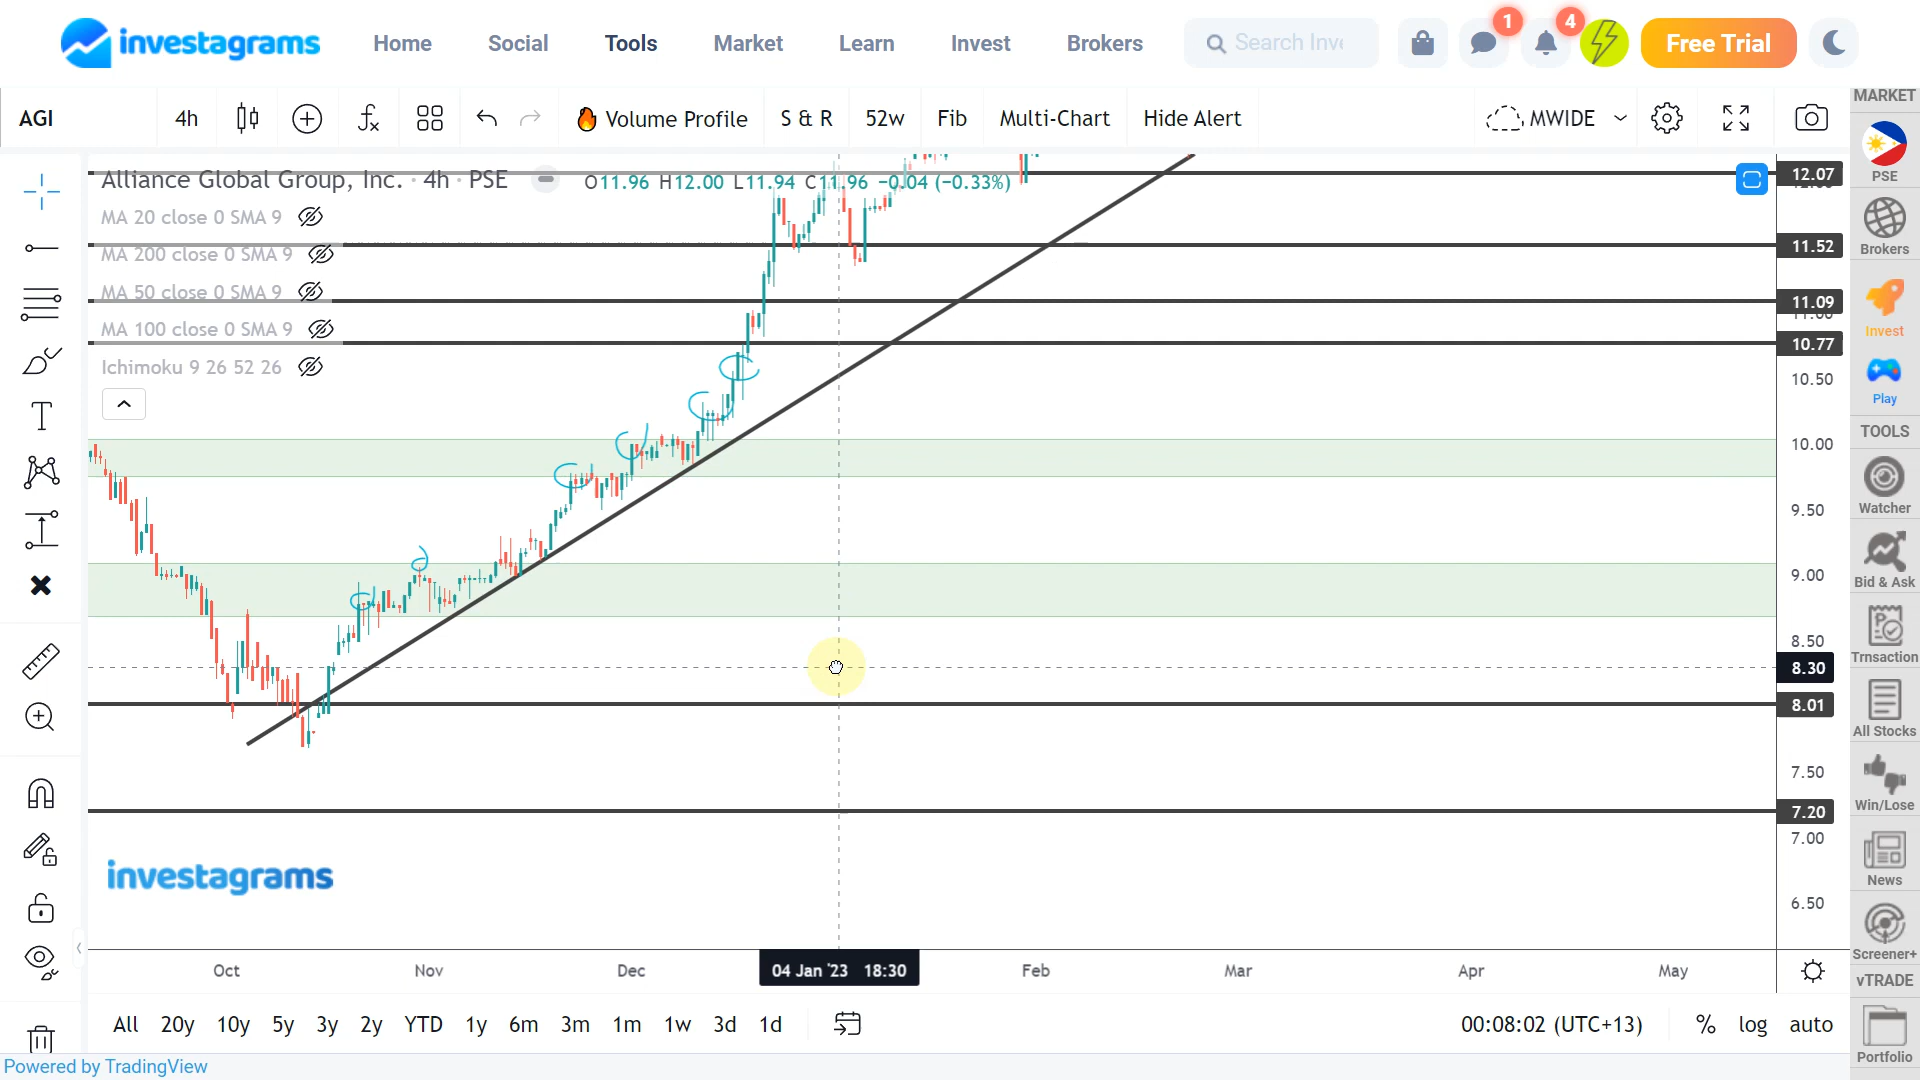 investagrams
Home
Social
Tools
Market
Learn
Invest
Brokers
Search Inve
1
4
Free Trial
AGI
4h
Volume Profile
S & R
52w
Fib
Multi-Chart
Hide Alert
MWIDE
MARKET
PSE
Brokers
Invest
Play
TOOLS
Watcher
Bid & Ask
Trnsaction
All Stocks
Win/Lose
News
Screener+
vTRADE
Portfolio
Alliance Global Group, Inc. · 4h · PSE
O11.96 H12.00 L11.94 C11.96 −0.04 (−0.33%)
MA 20 close 0 SMA 9
MA 200 close 0 SMA 9
MA 50 close 0 SMA 9
MA 100 close 0 SMA 9
Ichimoku 9 26 52 26
12.07
11.52
11.09
10.77
10.50
10.00
9.50
9.00
8.50
8.30
8.01
7.50
7.20
7.00
6.50
investagrams
Oct
Nov
Dec
04 Jan '23 18:30
Feb
Mar
Apr
May
All
20y
10y
5y
3y
2y
YTD
1y
6m
3m
1m
1w
3d
1d
00:08:02 (UTC+13)
%
log
auto
Powered by TradingView